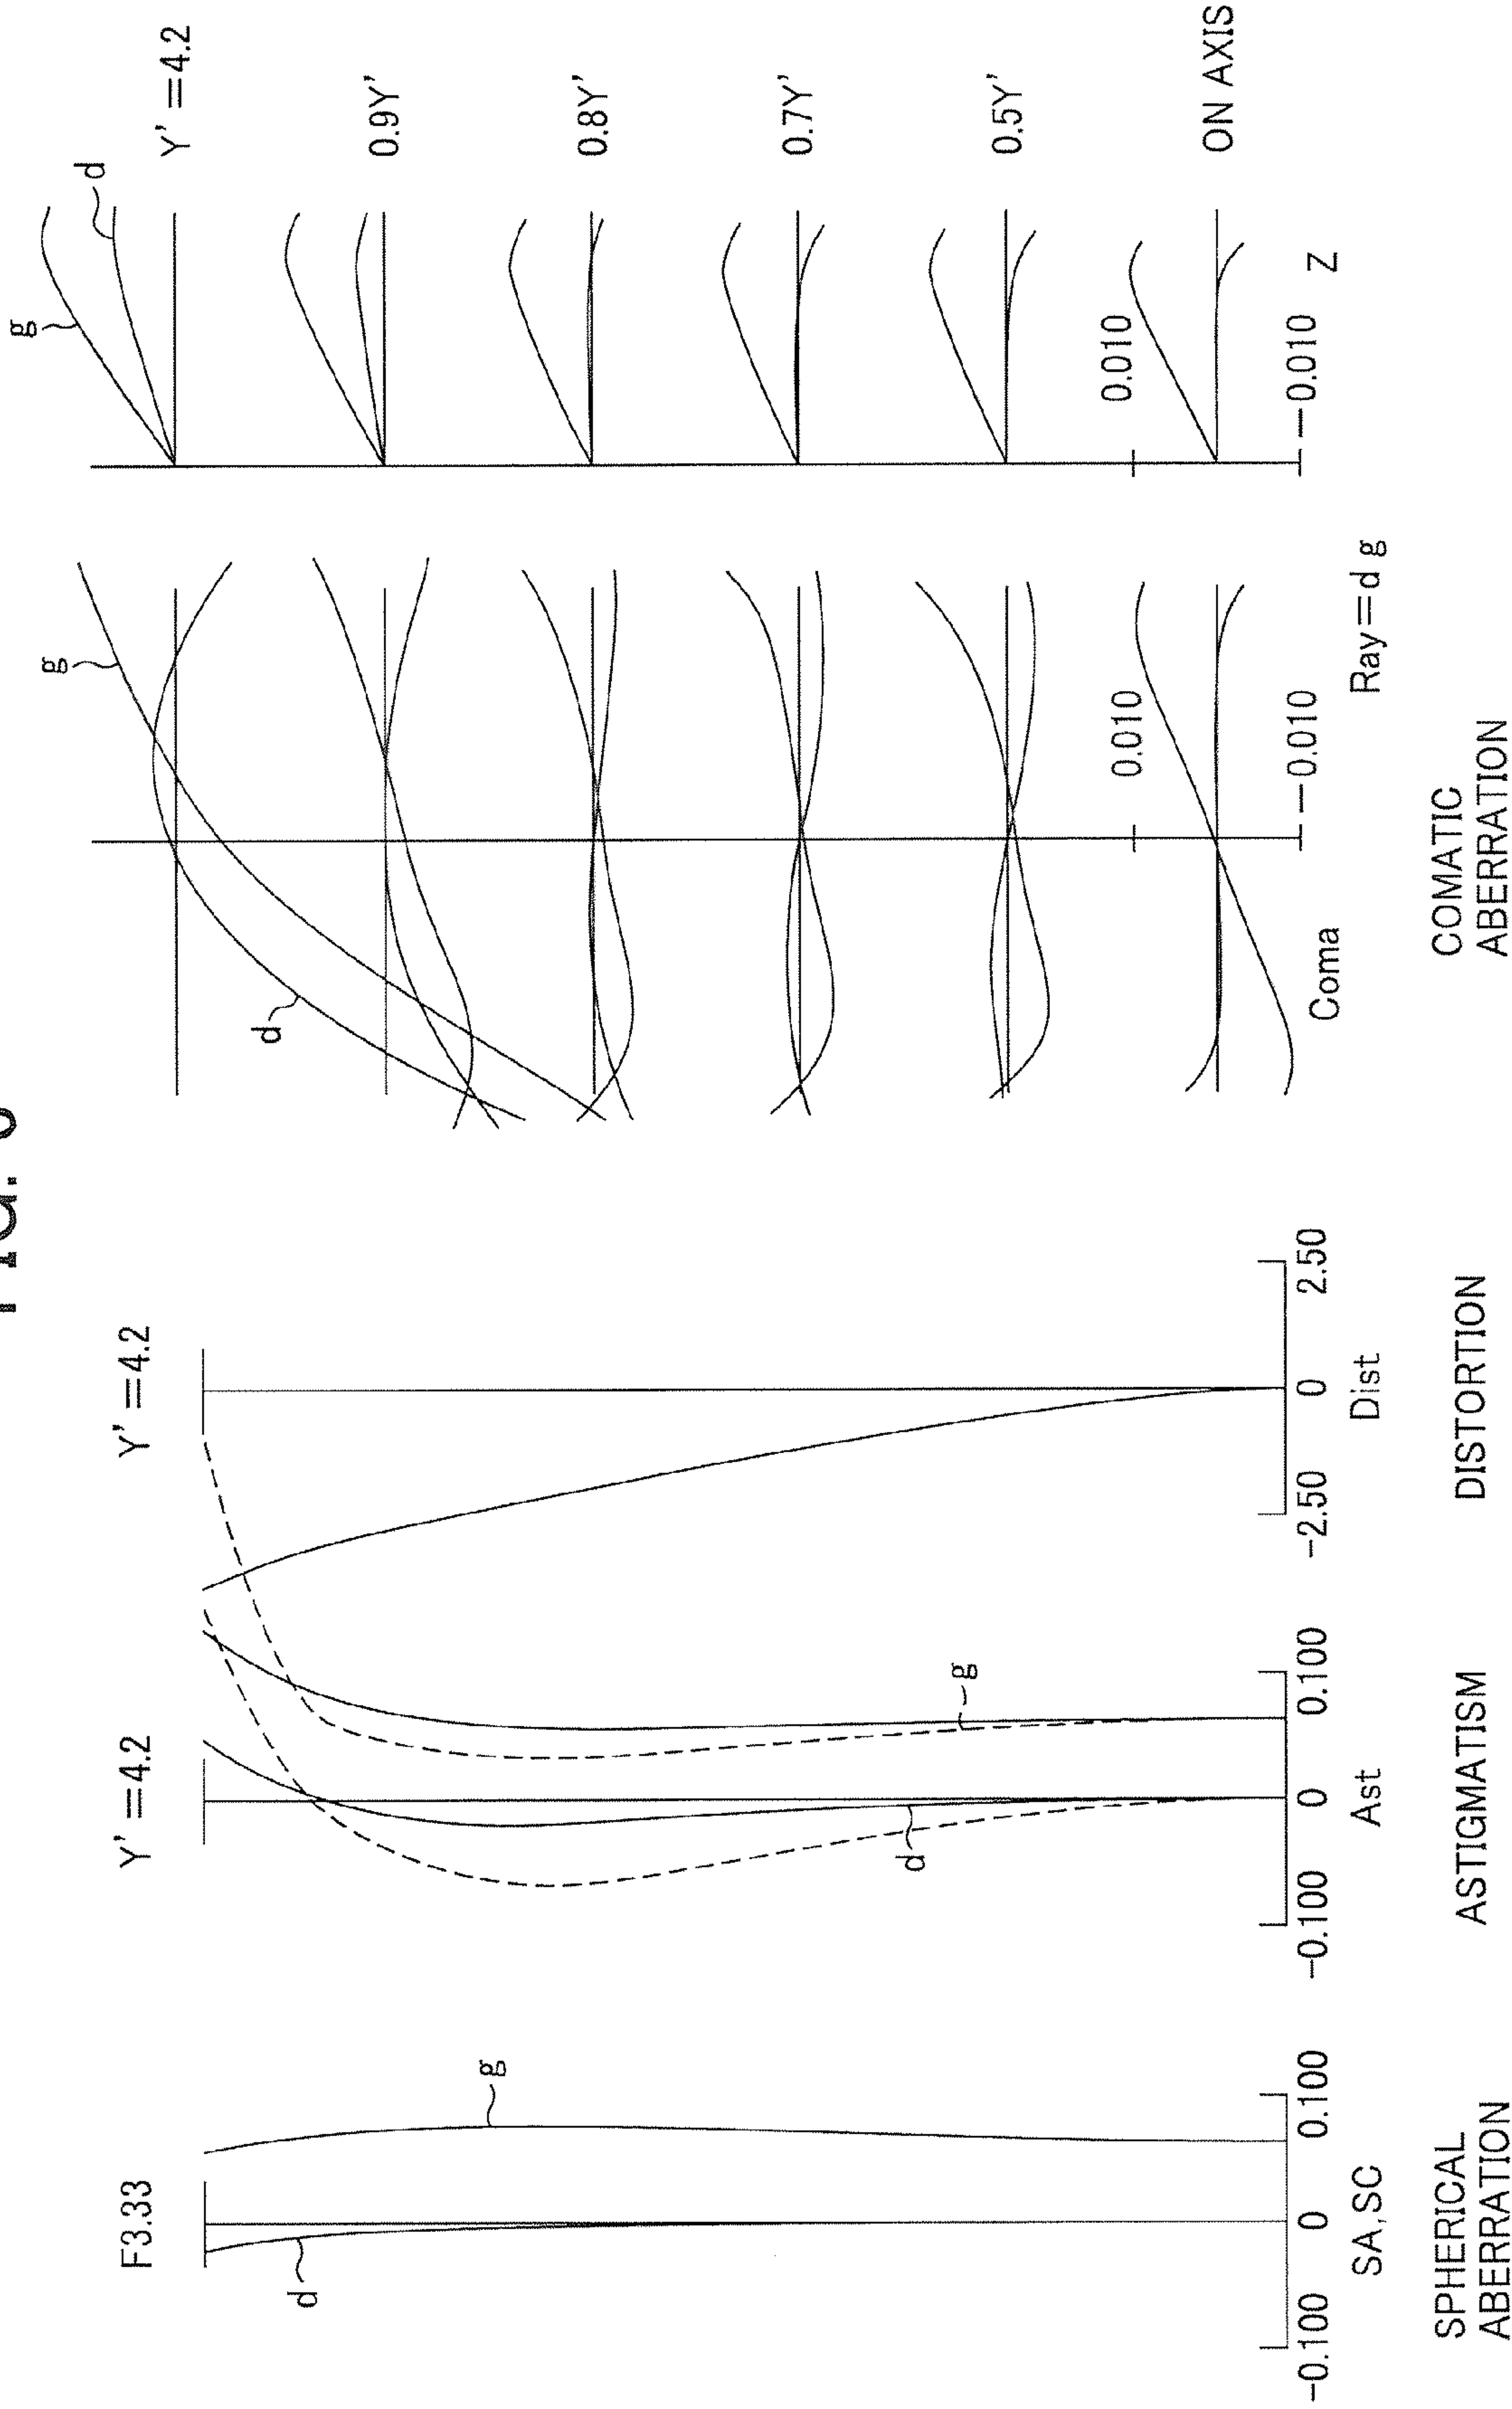 SPHERICAL
ABERRATION
F3.33
d
g
-0.100
0
0.100
SA,SC
ASTIGMATISM
Y'=4.2
d
g
-0.100
0
0.100
Ast
DISTORTION
Y'=4.2
-2.50
0
2.50
Dist
COMATIC
ABERRATION
g
d
0.010
-0.010
Coma
Ray=d g
g
d
Y'=4.2
0.9Y'
0.8Y'
0.7Y'
0.5Y'
ON AXIS
0.010
-0.010
Z